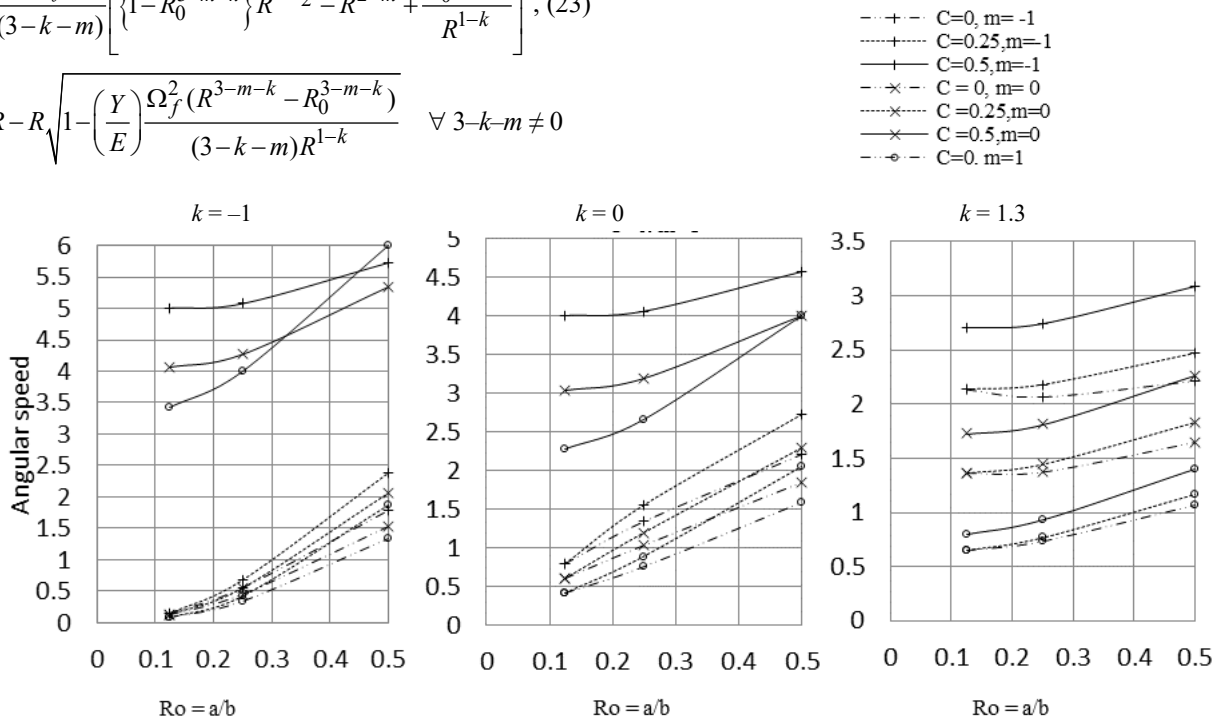 (3−k−m) [{1−R₀ }R − R + R^{1−k}] , (23)
R − R√(1−(Y/E) Ω_f^2 (R^{3−m−k} − R_0^{3−m−k}) / (3−k−m)R^{1−k}) ∀ 3–k–m ≠ 0
C=0, m= -1
C=0.25,m=-1
C=0.5,m=-1
C = 0, m= 0
C =0.25,m=0
C =0.5,m=0
C=0. m=1
k = –1
k = 0
k = 1.3
Angular speed
6
5.5
5
4.5
4
3.5
3
2.5
2
1.5
1
0.5
0
0 0.1 0.2 0.3 0.4 0.5
Ro = a/b
5
4.5
4
3.5
3
2.5
2
1.5
1
0.5
0
0 0.1 0.2 0.3 0.4 0.5
Ro = a/b
3.5
3
2.5
2
1.5
1
0.5
0
0 0.1 0.2 0.3 0.4 0.5
Ro = a/b